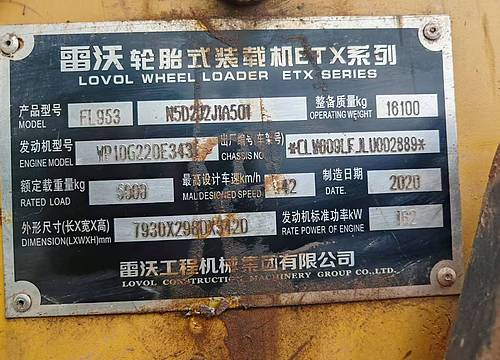 雷沃轮胎式装载机ETX系列
LOVOL WHEEL LOADER ETX SERIES
产品型号 FL953 整备质量kg 16100
MODEL OPERATING WEIGHT
发动机型号 WP10G220E343 出厂编号(车架号)
ENGINE MODEL CHASSIS NO.
额定载重量kg 5000 最高设计车速km/h 42 制造日期 2020
RATED LOAD MAL DESIGNED SPEED DATE.
外形尺寸(长X宽X高) 发动机标准功率kW 162
DIMENSION(LXWXH)mm RATE POWER OF ENGINE
雷沃工程机械集团有限公司
LOVOL CONSTRUCTION MACHINERY GROUP CO.,LTD.